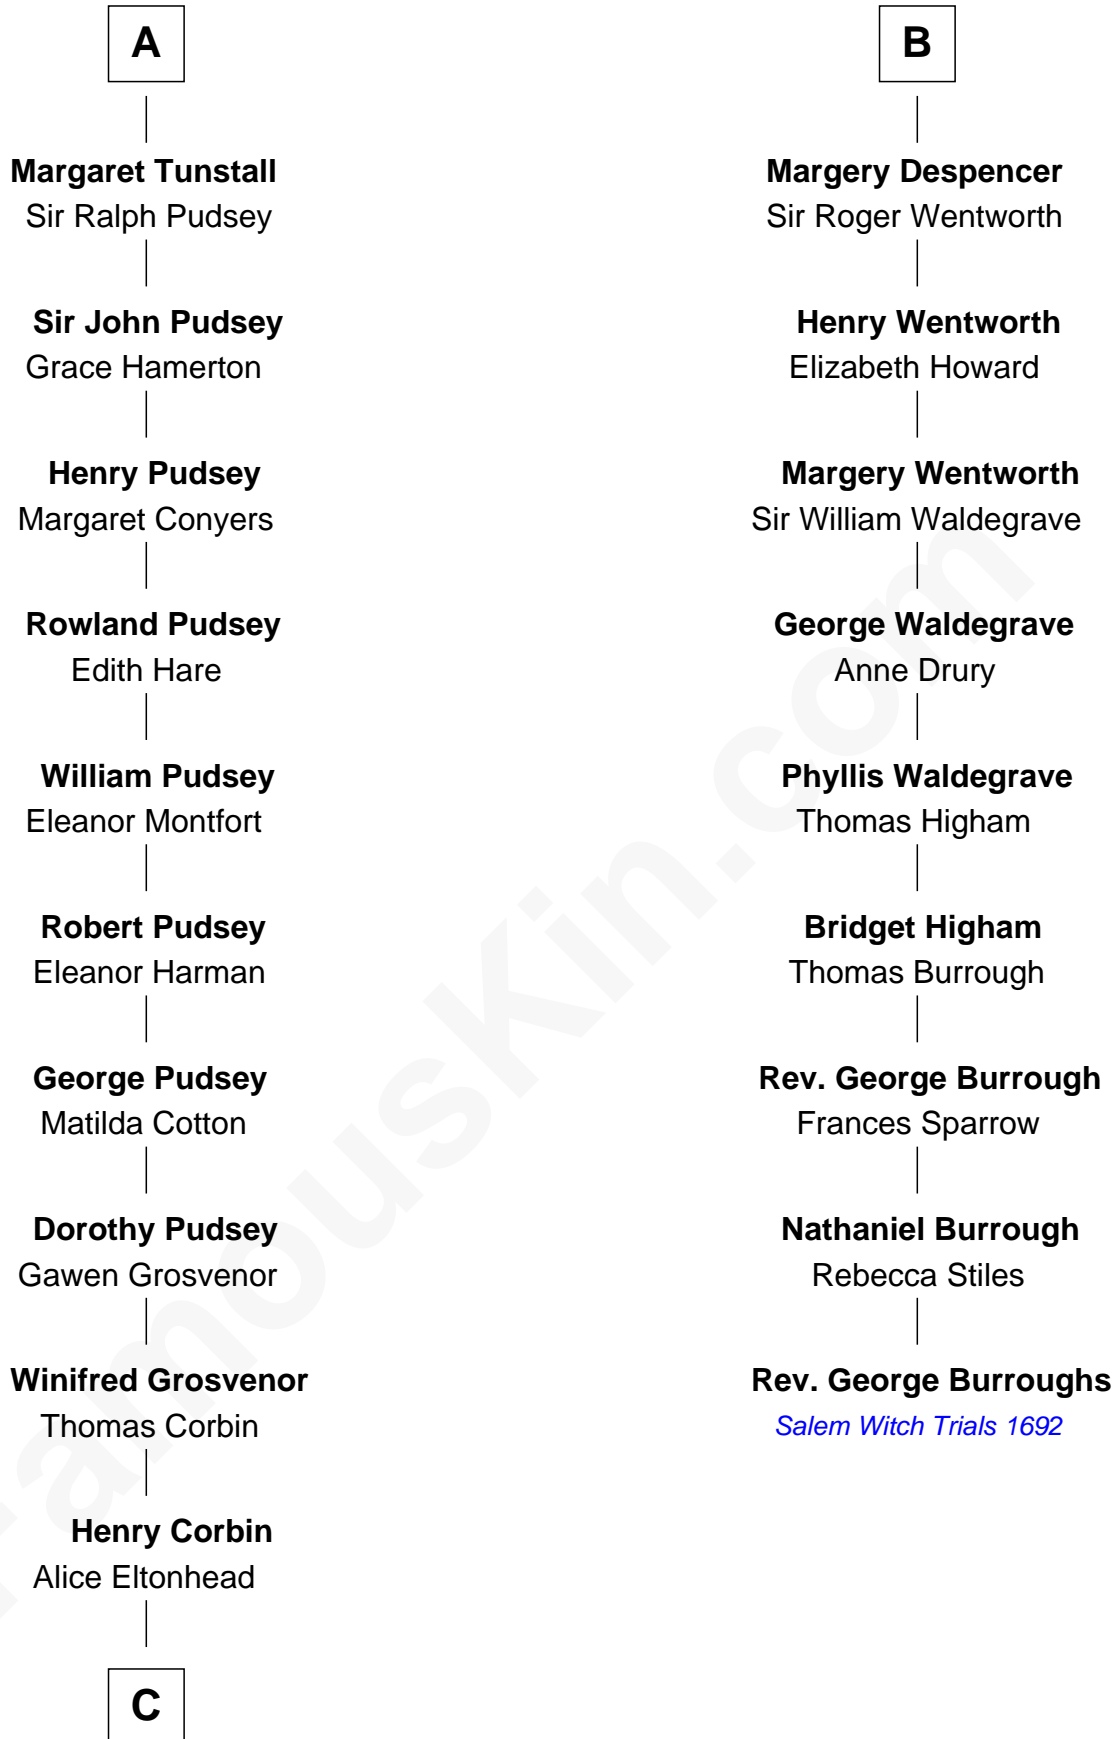 A
Margaret Tunstall
Sir Ralph Pudsey
Sir John Pudsey
Grace Hamerton
Henry Pudsey
Margaret Conyers
Rowland Pudsey
Edith Hare
William Pudsey
Eleanor Montfort
Robert Pudsey
Eleanor Harman
George Pudsey
Matilda Cotton
Dorothy Pudsey
Gawen Grosvenor
Winifred Grosvenor
Thomas Corbin
Henry Corbin
Alice Eltonhead
C
B
Margery Despencer
Sir Roger Wentworth
Henry Wentworth
Elizabeth Howard
Margery Wentworth
Sir William Waldegrave
George Waldegrave
Anne Drury
Phyllis Waldegrave
Thomas Higham
Bridget Higham
Thomas Burrough
Rev. George Burrough
Frances Sparrow
Nathaniel Burrough
Rebecca Stiles
Rev. George Burroughs
Salem Witch Trials 1692
FamousKin.com